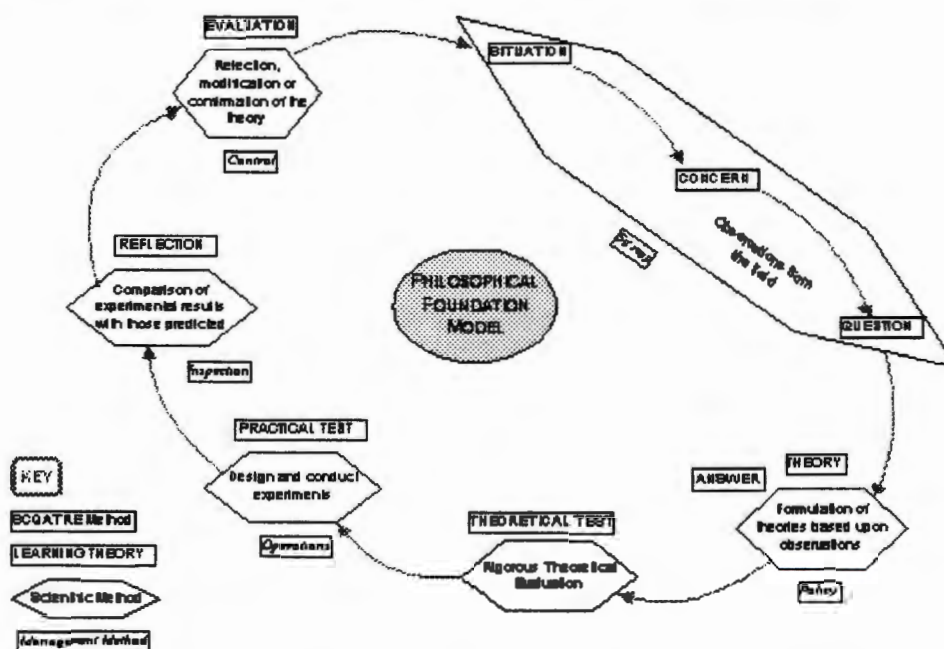 EVALUATION
Rejection,
modification or
confirmation of the
theory
Control
SITUATION
CONCERN
Observations from
the field
QUESTION
REFLECTION
Comparison of
experimental results
with those predicted
Inspection
PHILOSOPHICAL
FOUNDATION
MODEL
PRACTICAL TEST
Design and conduct
experiments
Operations
THEORETICAL TEST
Rigorous Theoretical
Evaluation
ANSWER
THEORY
Formulation of
theories based upon
observations
Policy
KEY
SCQATRE Method
LEARNING THEORY
Scientific Method
Management Method